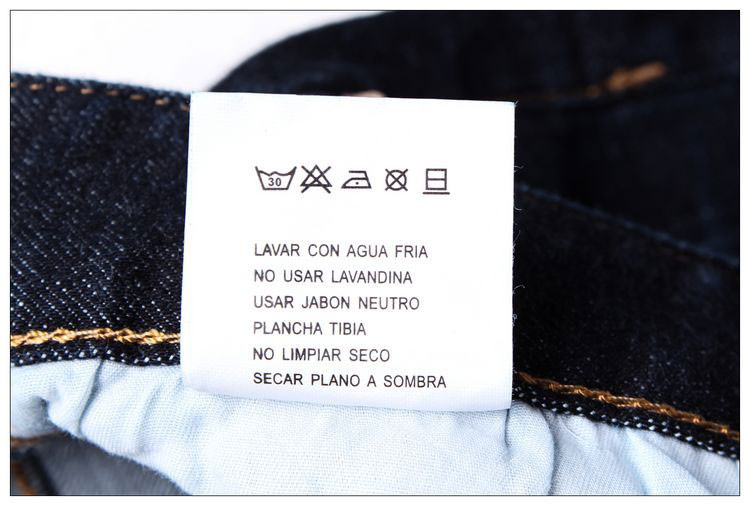 30
LAVAR CON AGUA FRIA
NO USAR LAVANDINA
USAR JABON NEUTRO
PLANCHA TIBIA
NO LIMPIAR SECO
SECAR PLANO A SOMBRA